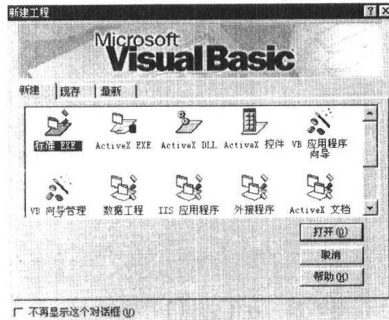 新建工程
Microsoft
Visual Basic
新建 现存 最新
标准 EXE ActiveX EXE ActiveX DLL ActiveX 控件 VB 应用程序
向导
VB 向导管理 数据工程 IIS 应用程序 外接程序 ActiveX 文档
打开(O)
取消
帮助(H)
不再显示这个对话框(D)